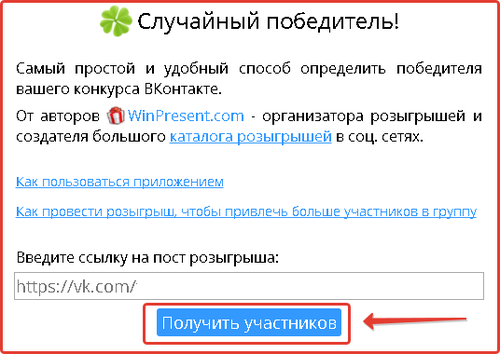 Случайный победитель!
Самый простой и удобный способ определить победителя
вашего конкурса ВКонтакте.
От авторов WinPresent.com - организатора розыгрышей и
создателя большого каталога розыгрышей в соц. сетях.
Как пользоваться приложением
Как провести розыгрыш, чтобы привлечь больше участников в группу
Введите ссылку на пост розыгрыша:
https://vk.com/
Получить участников